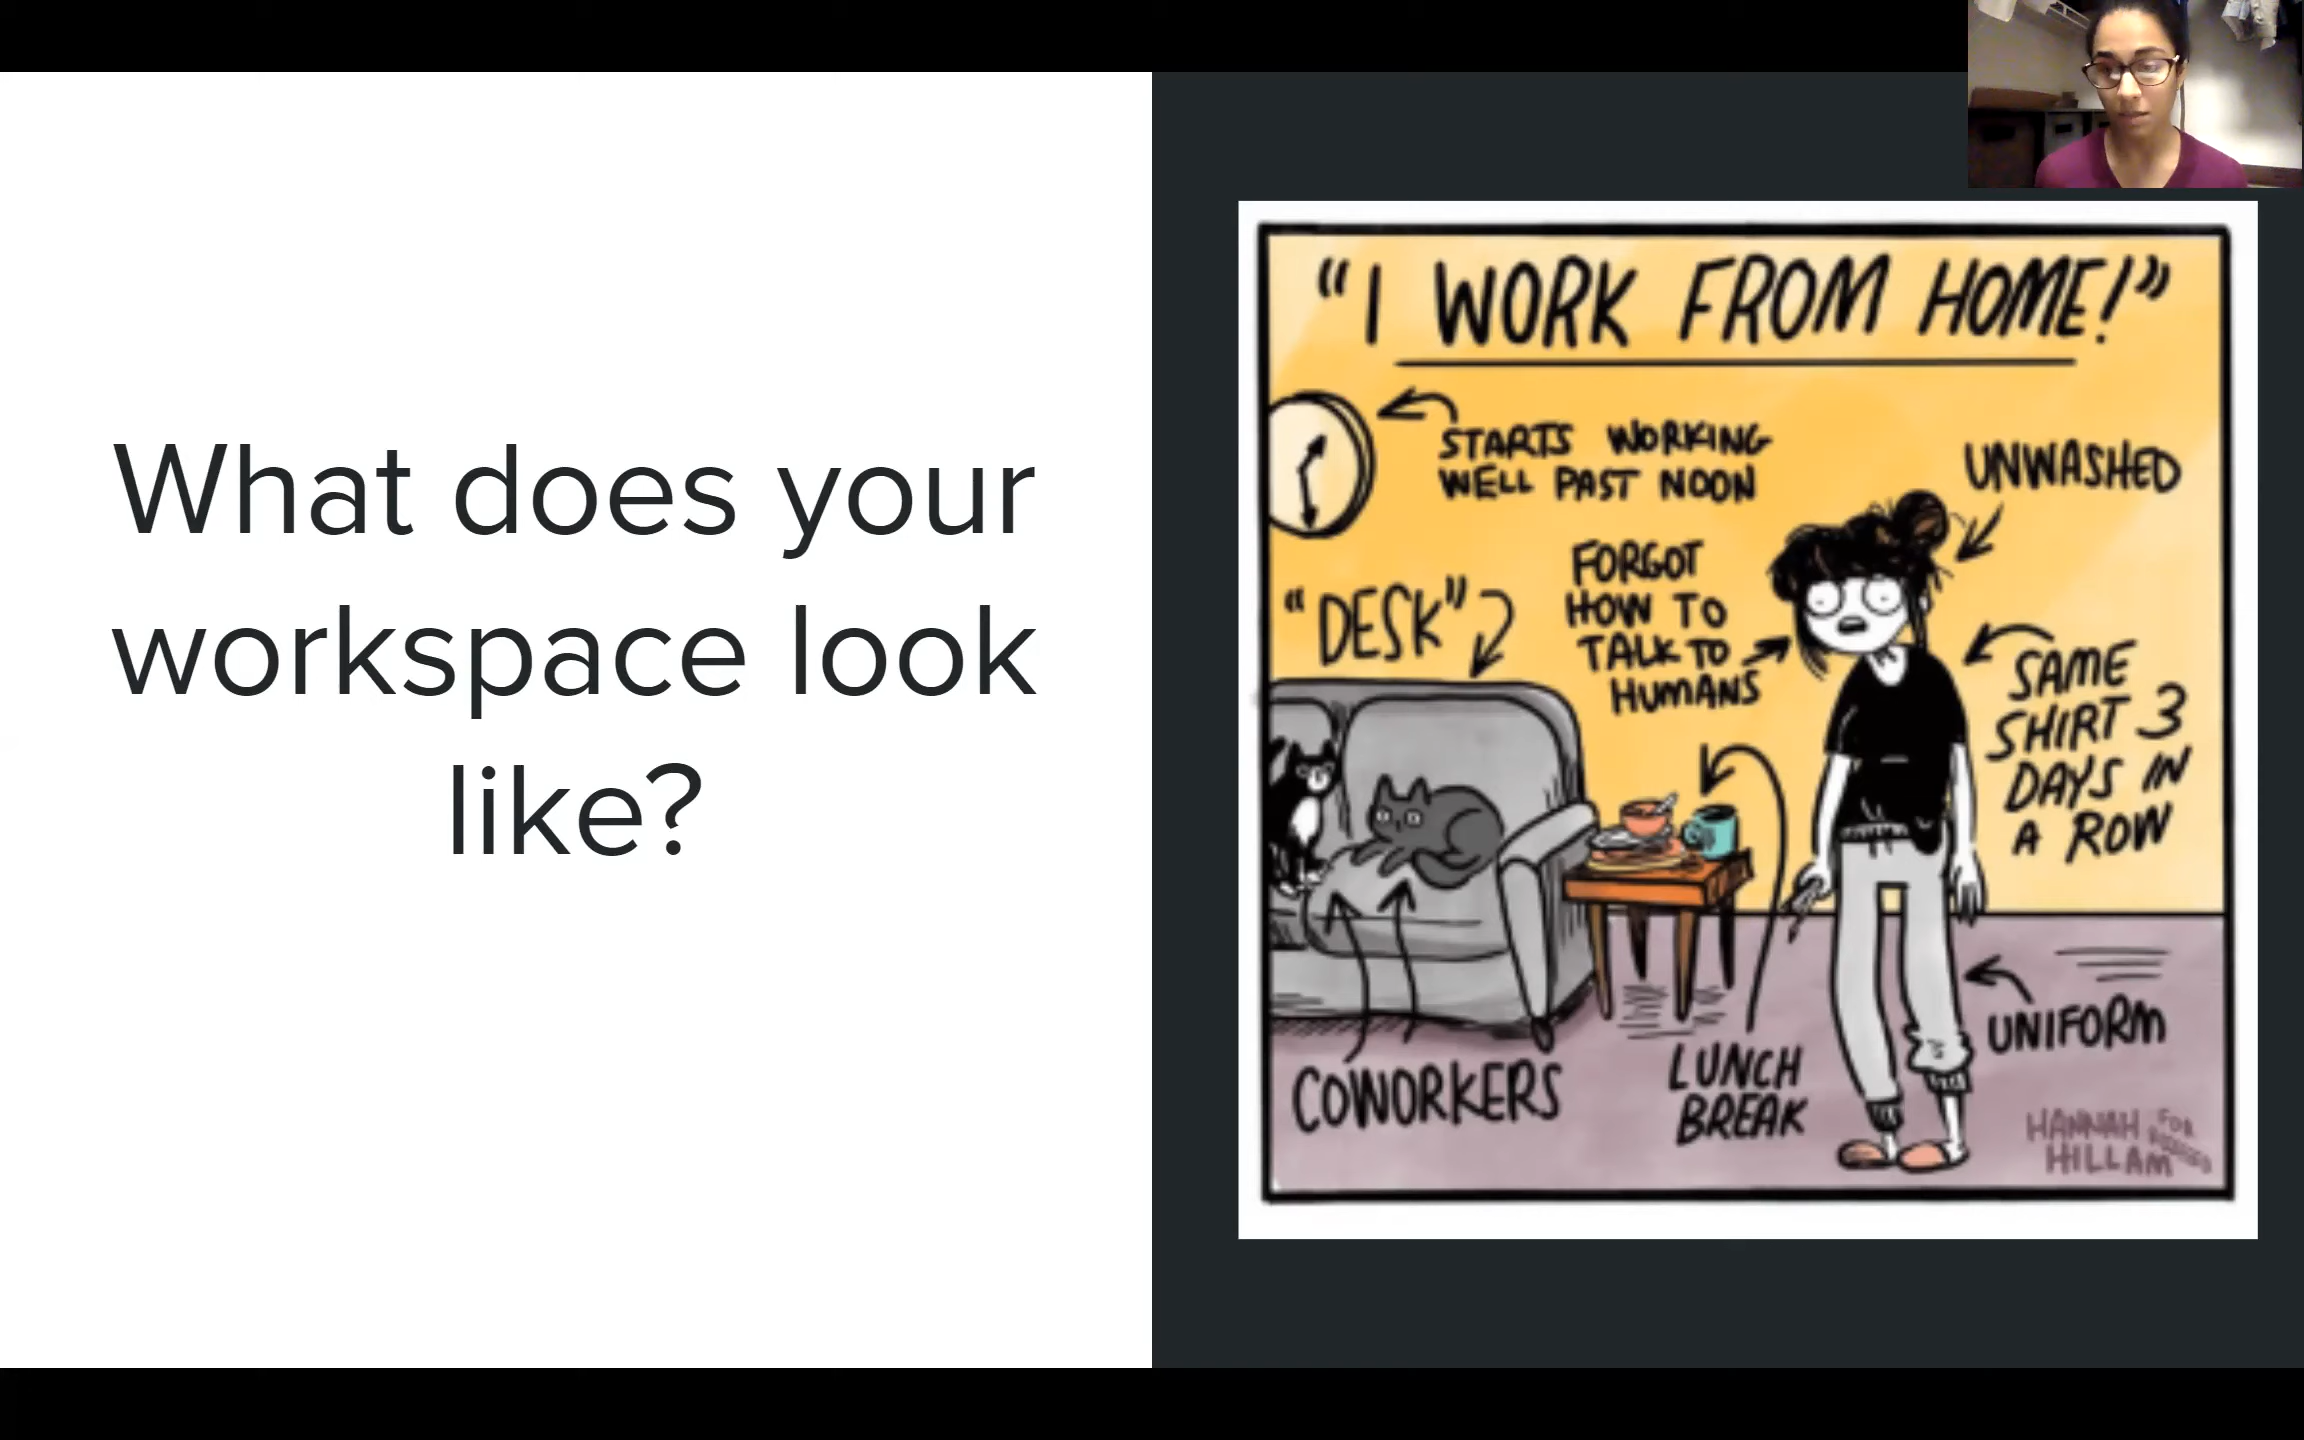 What does your
workspace look
like?
"I WORK FROM HOME!"
STARTS WORKING
WELL PAST NOON
UNWASHED
FORGOT
HOW TO
TALK TO
HUMANS
"DESK"
SAME
SHIRT 3
DAYS IN
A ROW
UNIFORM
COWORKERS
LUNCH
BREAK
HANNAH
HILLAM
FOR